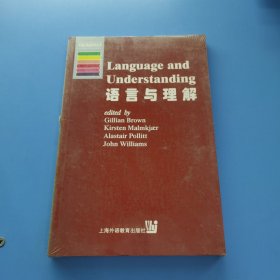 Language and
Understanding
语言与理解
edited by
Gillian Brown
Kirsten Malmkjær
Alastair Pollitt
John Williams
上海外语教育出版社